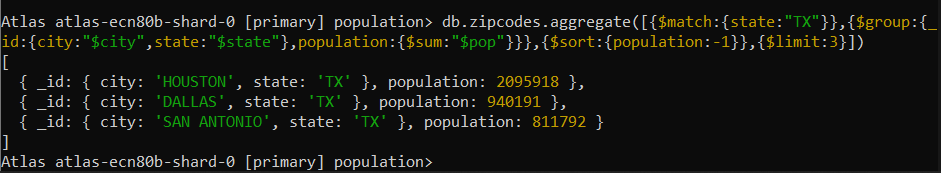 Atlas atlas-ecn80b-shard-0 [primary] population> db.zipcodes.aggregate([{$match:{state:"TX"}},{$group:{_
id:{city:"$city",state:"$state"},population:{$sum:"$pop"}}},{$sort:{population:-1}},{$limit:3}])
[
  { _id: { city: 'HOUSTON', state: 'TX' }, population: 2095918 },
  { _id: { city: 'DALLAS', state: 'TX' }, population: 940191 },
  { _id: { city: 'SAN ANTONIO', state: 'TX' }, population: 811792 }
]
Atlas atlas-ecn80b-shard-0 [primary] population>